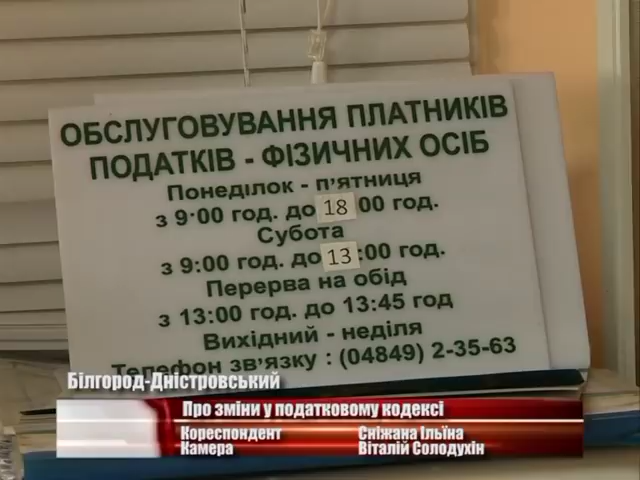 ОБСЛУГОВУВАННЯ ПЛАТНИКІВ
ПОДАТКІВ - ФІЗИЧНИХ ОСІБ
Понеділок - п'ятниця
з 9:00 год. до 18:00 год.
Субота
з 9:00 год. до 13:00 год.
Перерва на обід
з 13:00 год. до 13:45 год
Вихідний - неділя
Телефон зв'язку : (04849) 2-35-63
Білгород-Дністровський
Про зміни у податковому кодексі
Кореспондент Сніжана Ільїна
Камера Віталій Солодухін